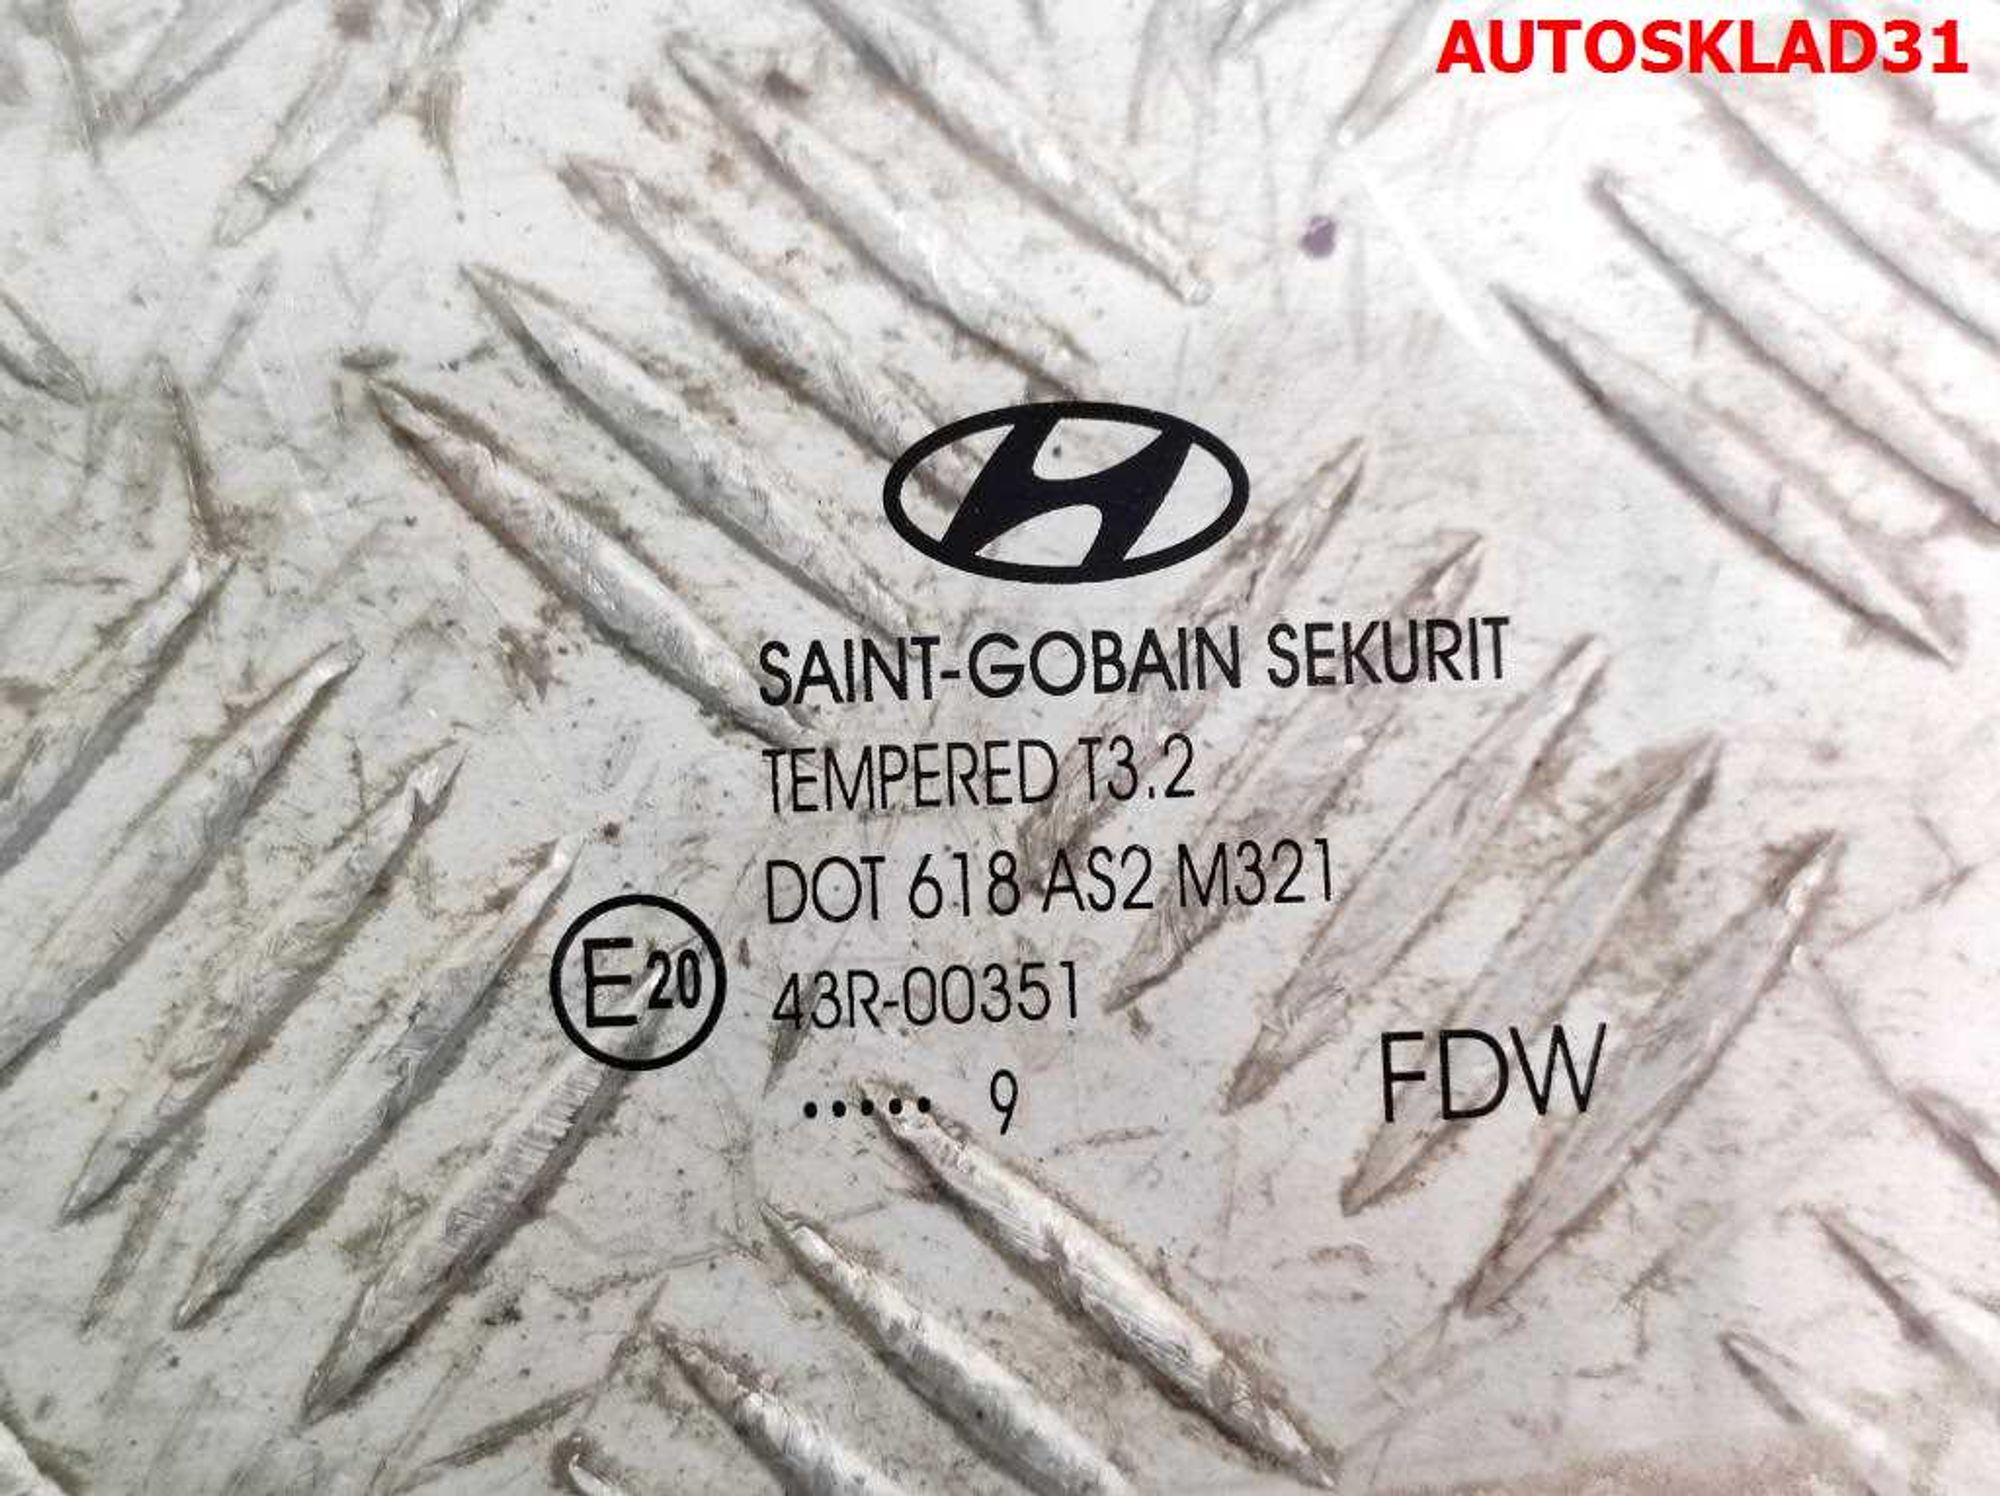 AUTOSKLAD31
SAINT-GOBAIN SEKURIT
TEMPERED T3.2
DOT 618 AS2 M321
E20 43R-00351
..... 9
FDW